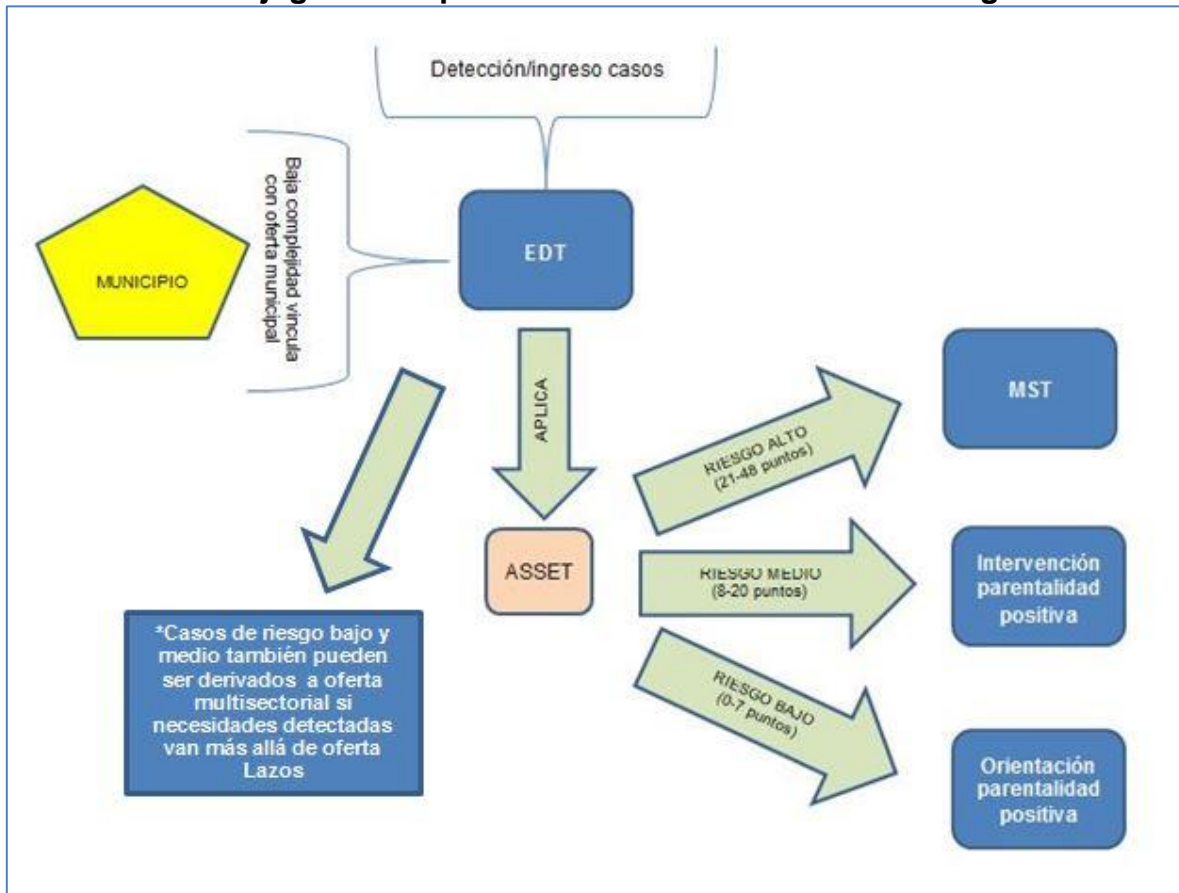 Detección/ingreso casos
Baja complejidad vincula
con oferta municipal
MUNICIPIO
EDT
APLICA
ASSET
RIESGO ALTO
(21-48 puntos)
MST
RIESGO MEDIO
(8-20 puntos)
Intervención
parentalidad
positiva
RIESGO BAJO
(0-7 puntos)
Orientación
parentalidad
positiva
*Casos de riesgo bajo y
medio también pueden
ser derivados a oferta
multisectorial si
necesidades detectadas
van más allá de oferta
Lazos